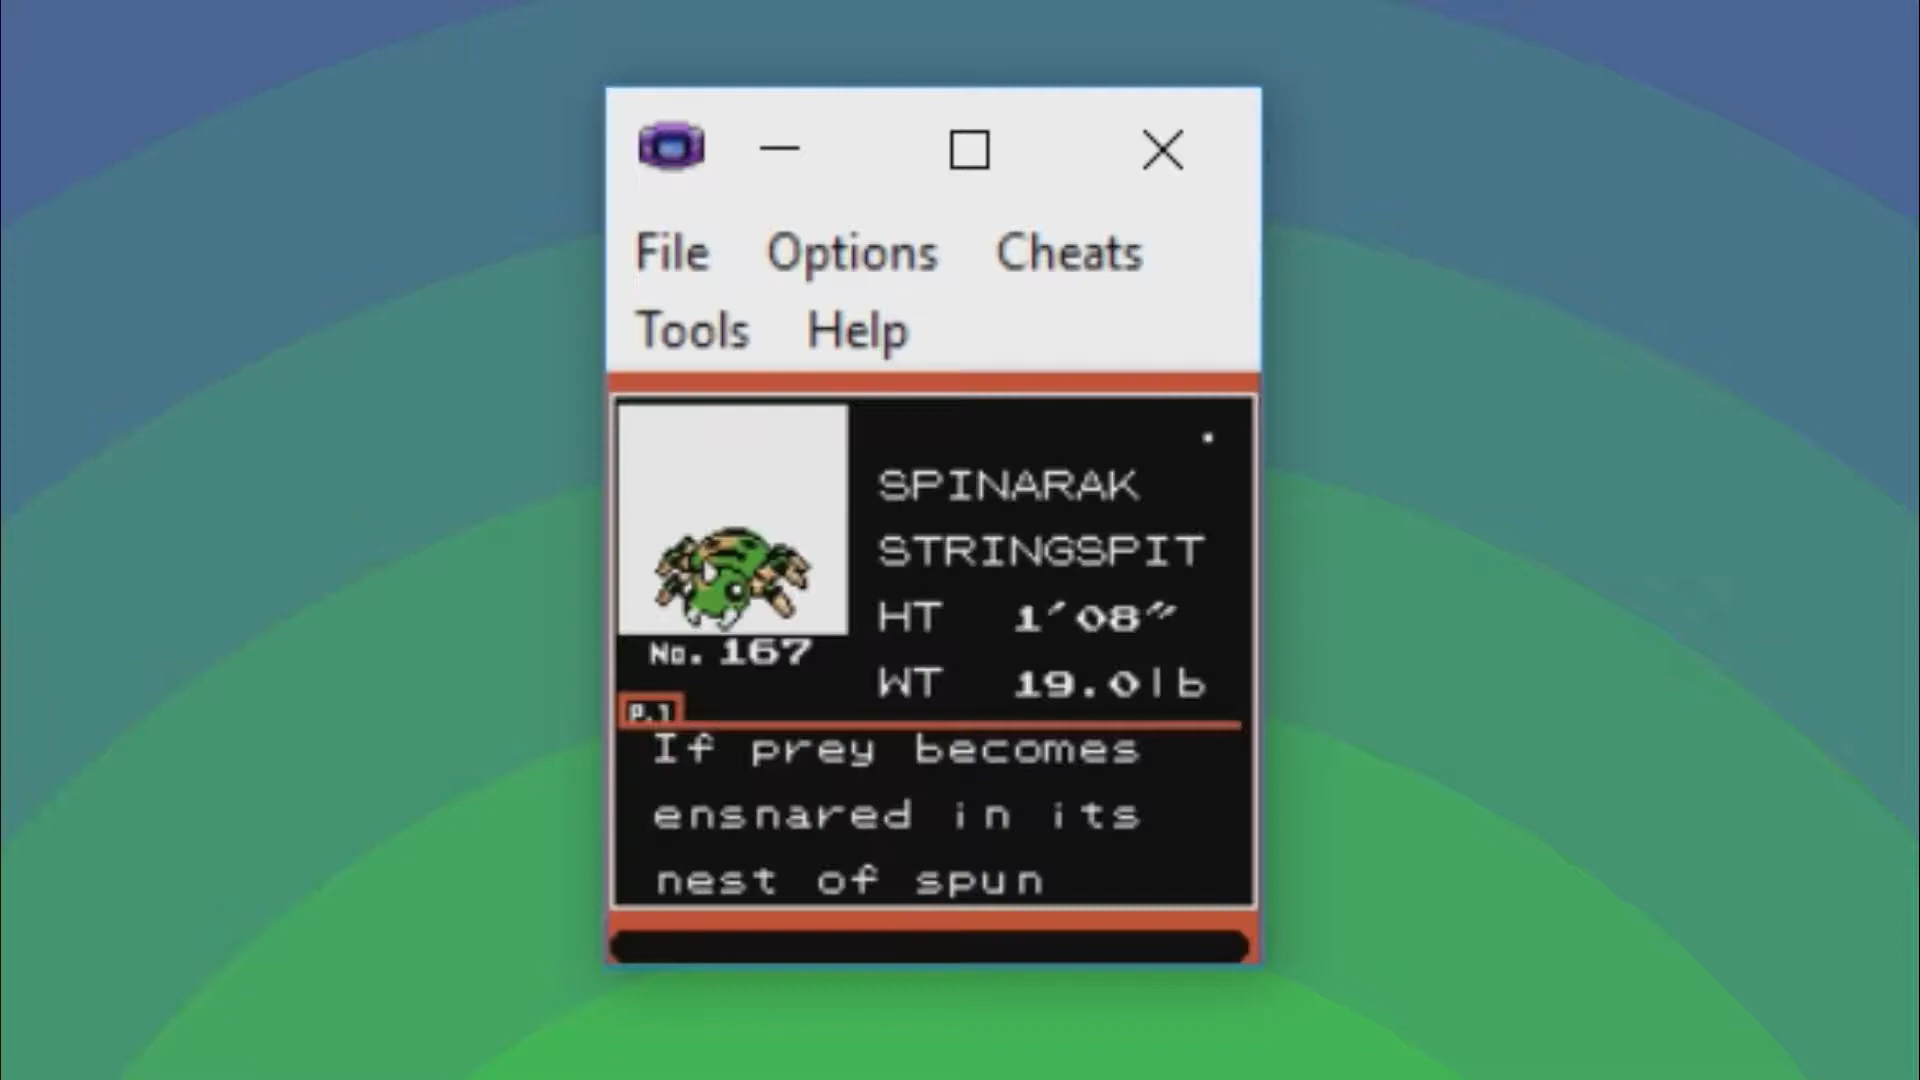 File Options Cheats
Tools Help
SPINARAK
STRINGSPIT
HT 1′08″
No. 167
WT 19.0lb
P.1
If prey becomes
ensnared in its
nest of spun